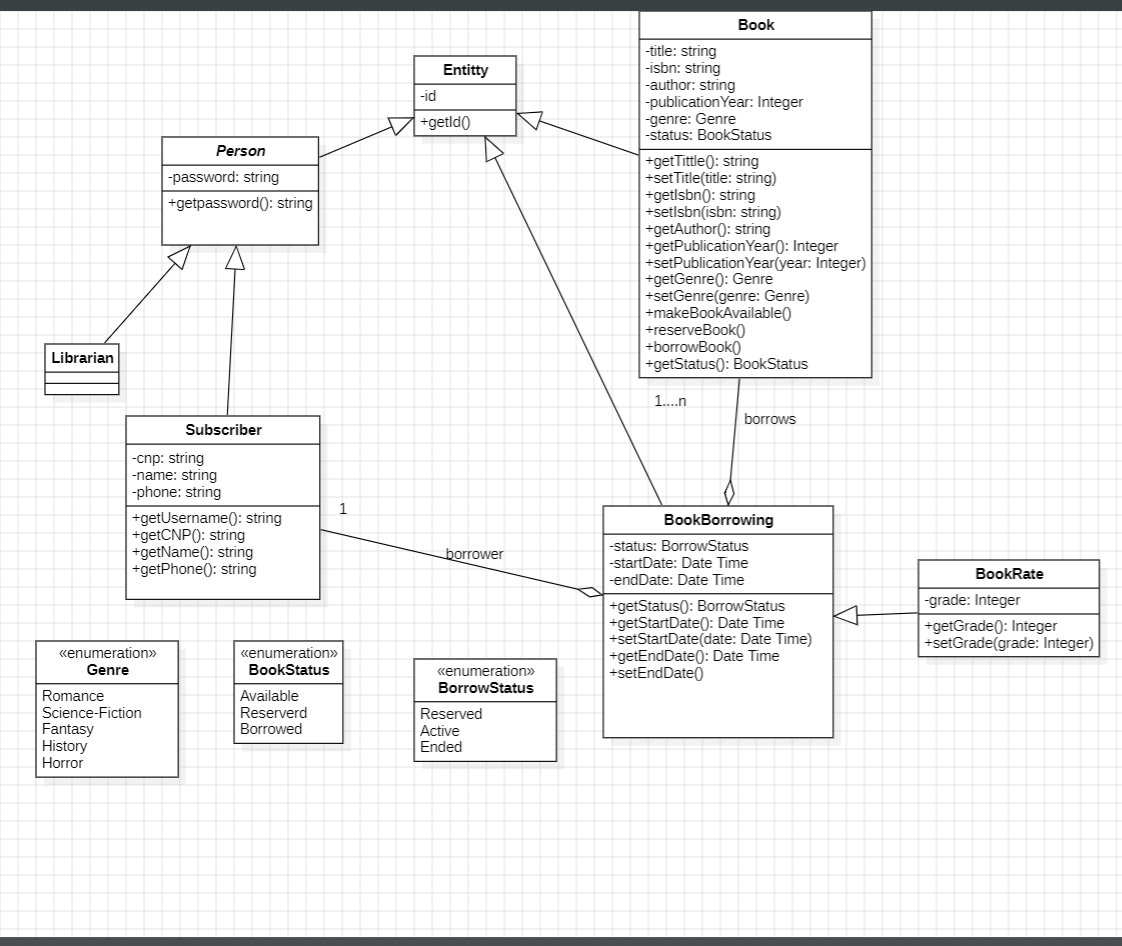 Book
-title: string
-isbn: string
-author: string
-publicationYear: Integer
-genre: Genre
-status: BookStatus
+getTittle(): string
+setTitle(title: string)
+getIsbn(): string
+setIsbn(isbn: string)
+getAuthor(): string
+getPublicationYear(): Integer
+setPublicationYear(year: Integer)
+getGenre(): Genre
+setGenre(genre: Genre)
+makeBookAvailable()
+reserveBook()
+borrowBook()
+getStatus(): BookStatus
Entitty
-id
+getId()
Person
-password: string
+getpassword(): string
Librarian
Subscriber
-cnp: string
-name: string
-phone: string
+getUsername(): string
+getCNP(): string
+getName(): string
+getPhone(): string
1....n
borrows
1
borrower
BookBorrowing
-status: BorrowStatus
-startDate: Date Time
-endDate: Date Time
+getStatus(): BorrowStatus
+getStartDate(): Date Time
+setStartDate(date: Date Time)
+getEndDate(): Date Time
+setEndDate()
BookRate
-grade: Integer
+getGrade(): Integer
+setGrade(grade: Integer)
«enumeration»
Genre
Romance
Science-Fiction
Fantasy
History
Horror
«enumeration»
BookStatus
Available
Reserverd
Borrowed
«enumeration»
BorrowStatus
Reserved
Active
Ended